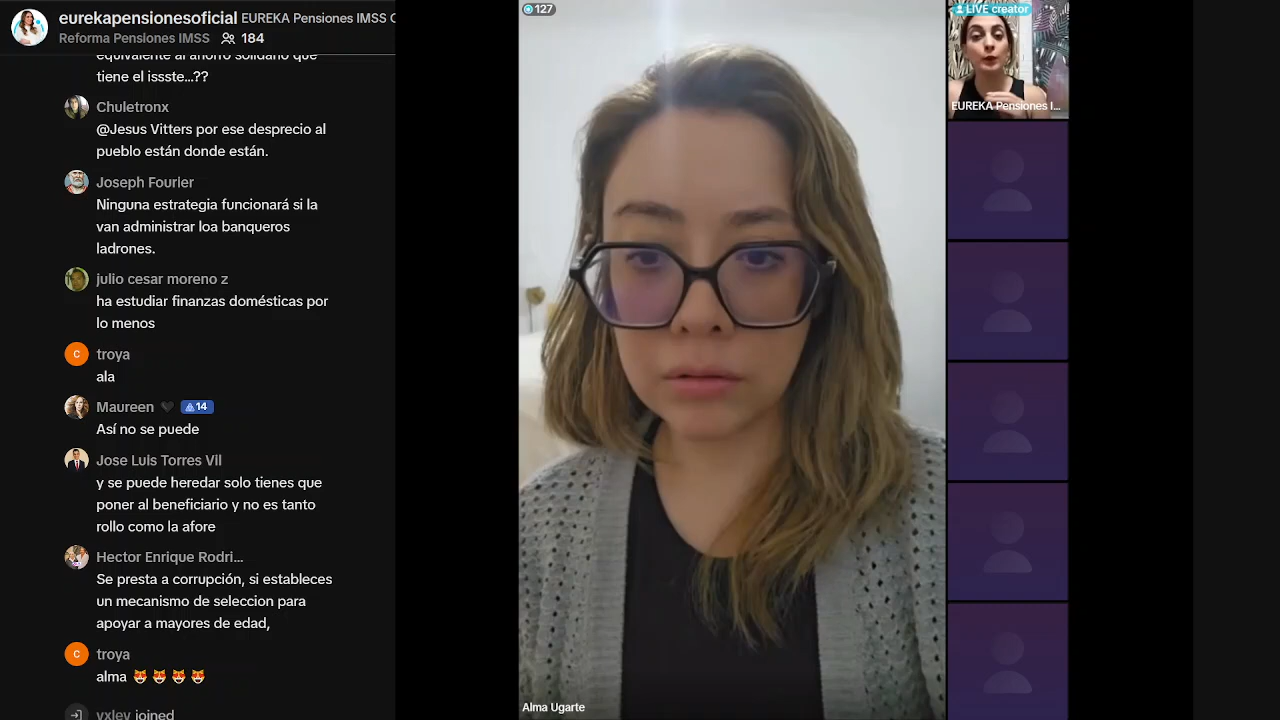 eurekapensionesoficial EUREKA Pensiones IMSS
Reforma Pensiones IMSS 184
equivalente al ahorro solidario que
tiene el issste...??
Chuletronx
@Jesus Vitters por ese desprecio al
pueblo están donde están.
Joseph Fourier
Ninguna estrategia funcionará si la
van administrar loa banqueros
ladrones.
julio cesar moreno z
ha estudiar finanzas domésticas por
lo menos
C troya
ala
Maureen 🖤 14
Así no se puede
Jose Luis Torres Vil
y se puede heredar solo tienes que
poner al beneficiario y no es tanto
rollo como la afore
Hector Enrique Rodri...
Se presta a corrupción, si estableces
un mecanismo de seleccion para
apoyar a mayores de edad,
C troya
alma 😻 😻 😻 😻
yxley joined
127
Alma Ugarte
LIVE creator
EUREKA Pensiones I...